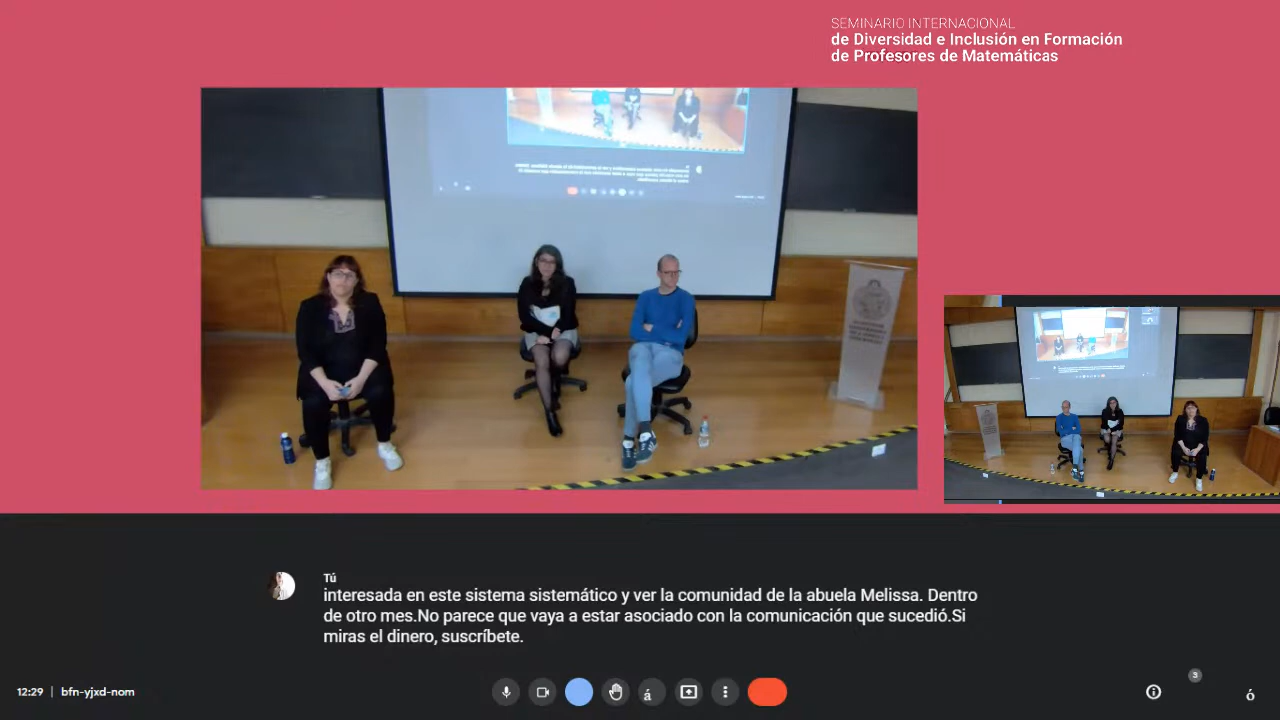 SEMINARIO INTERNACIONAL
de Diversidad e Inclusión en Formación
de Profesores de Matemáticas
Tú
interesada en este sistema sistemático y ver la comunidad de la abuela Melissa. Dentro
de otro mes.No parece que vaya a estar asociado con la comunicación que sucedió.Si
miras el dinero, suscríbete.
12:29 | bfn-yjxd-nom
á
3
ó